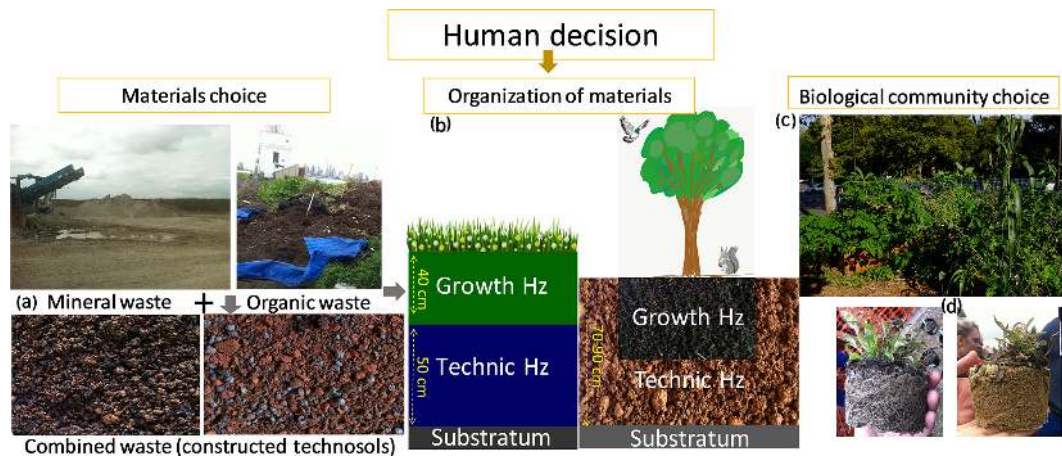 Human decision
Materials choice
Organization of materials
Biological community choice
(b)
(c)
40 cm
Growth Hz
(a) Mineral waste + Organic waste
(d)
Growth Hz
50 cm
Technic Hz
70-90 cm
Technic Hz
Substratum
Substratum
Combined waste (constructed technosols)